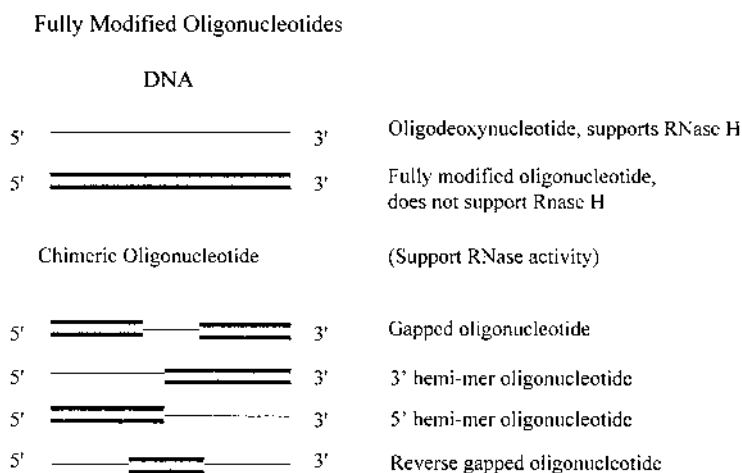 Fully Modified Oligonucleotides
DNA
5' 3' Oligodeoxynucleotide, supports RNase H
5' 3' Fully modified oligonucleotide,
does not support Rnase H
Chimeric Oligonucleotide (Support RNase activity)
5' 3' Gapped oligonucleotide
5' 3' 3' hemi-mer oligonucleotide
5' 3' 5' hemi-mer oligonucleotide
5' 3' Reverse gapped oligonucleotide